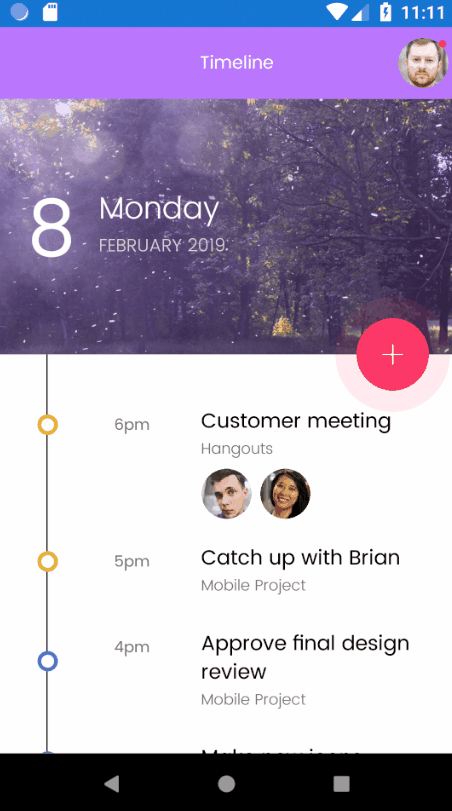 11:11
Timeline
8
Monday
FEBRUARY 2019
6pm
Customer meeting
Hangouts
5pm
Catch up with Brian
Mobile Project
4pm
Approve final design
review
Mobile Project